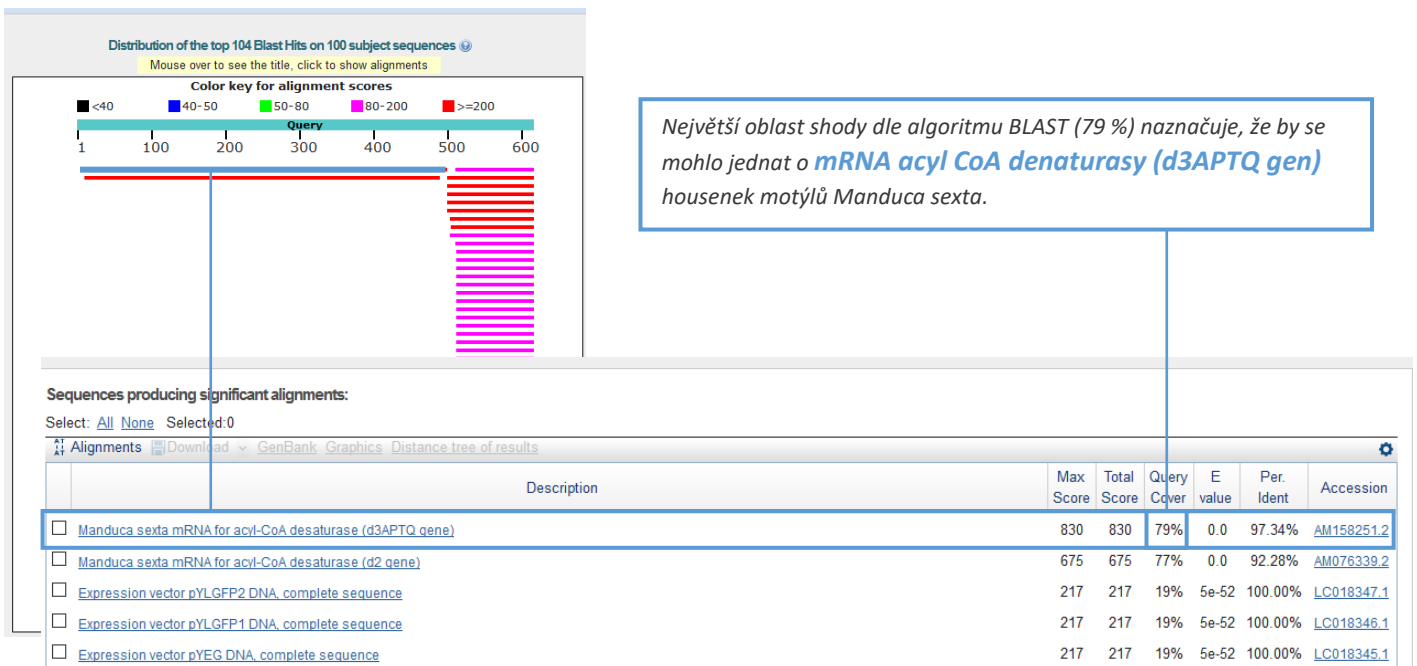 Distribution of the top 104 Blast Hits on 100 subject sequences
Mouse over to see the title, click to show alignments
Color key for alignment scores
<40 40-50 50-80 80-200 >=200
Query
1 100 200 300 400 500 600
Největší oblast shody dle algoritmu BLAST (79 %) naznačuje, že by se
mohlo jednat o mRNA acyl CoA denaturasy (d3APTQ gen)
housenek motýlů Manduca sexta.
Sequences producing significant alignments:
Select: All None Selected:0
Alignments Download GenBank Graphics Distance tree of results
Description Max Score Total Score Query Cover E value Per. Ident Accession
Manduca sexta mRNA for acyl-CoA desaturase (d3APTQ gene) 830 830 79% 0.0 97.34% AM158251.2
Manduca sexta mRNA for acyl-CoA desaturase (d2 gene) 675 675 77% 0.0 92.28% AM076339.2
Expression vector pYLGFP2 DNA, complete sequence 217 217 19% 5e-52 100.00% LC018347.1
Expression vector pYLGFP1 DNA, complete sequence 217 217 19% 5e-52 100.00% LC018346.1
Expression vector pYEG DNA, complete sequence 217 217 19% 5e-52 100.00% LC018345.1